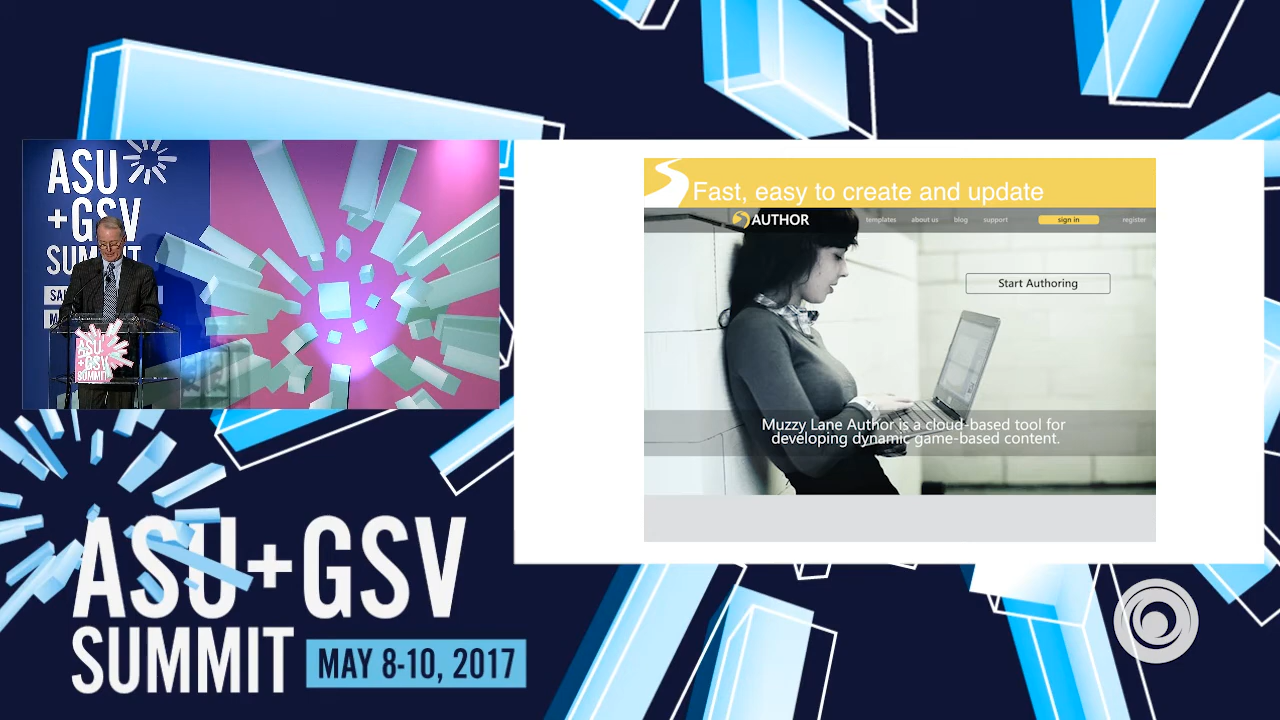 ASU
+GSV
SUMMIT
ASU
+GSV
SUMMIT
Fast, easy to create and update
AUTHOR
templates
about us
blog
support
sign in
register
Start Authoring
Muzzy Lane Author is a cloud-based tool for
developing dynamic game-based content.
ASU+GSV
SUMMIT
MAY 8-10, 2017